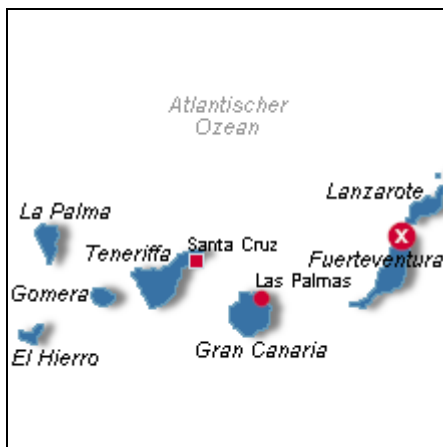 Atlantischer
Ozean
Lanzarote
La Palma
X
Santa Cruz
Teneriffa
Fuerteventura
Las Palmas
Gomera
Gran Canaria
El Hierro